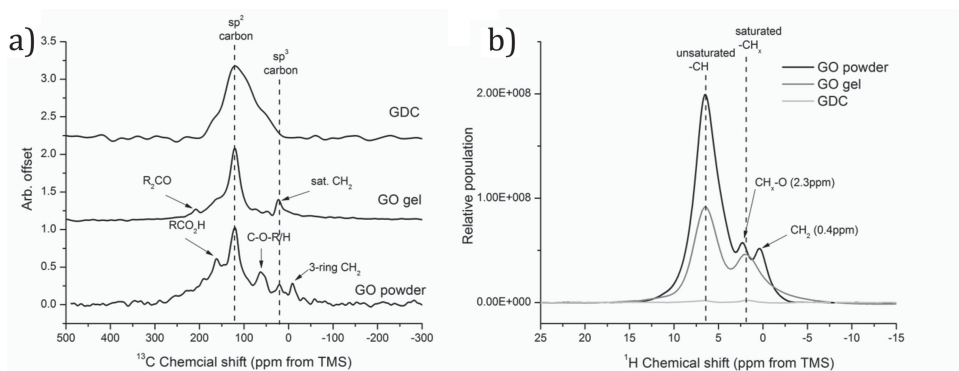 a)
sp²
carbon
sp³
carbon
3.5
3.0
2.5
2.0
1.5
1.0
0.5
0.0
Arb. offset
GDC
R₂CO
sat. CH₂
GO gel
RCO₂H
C-O-R/H
3-ring CH₂
GO powder
500 400 300 200 100 0 -100 -200 -300
¹³C Chemcial shift (ppm from TMS)
b)
unsaturated
-CH
saturated
-CHₓ
GO powder
GO gel
GDC
2.00E+008
1.00E+008
0.00E+000
Relative population
CHₓ-O (2.3ppm)
CH₂ (0.4ppm)
25 20 15 10 5 0 -5 -10 -15
¹H Chemical shift (ppm from TMS)